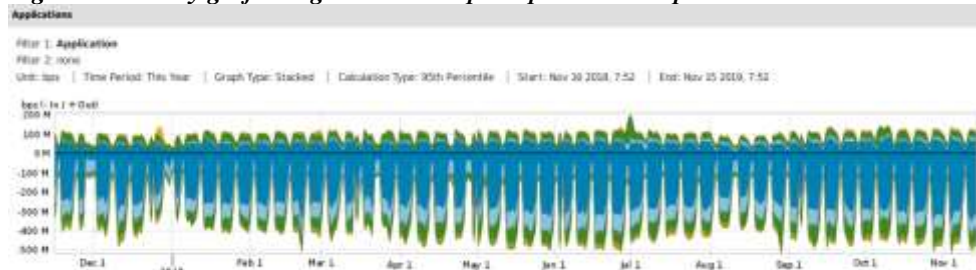 Applications
Filter 1: Application
Filter 2: none
Unit: bps | Time Period: This Year | Graph Type: Stacked | Calculation Type: 95th Percentile | Start: Nov 16 2018, 7:52 | End: Nov 15 2019, 7:52
bps (- In / + Out)
200 M
100 M
0 M
-100 M
-200 M
-300 M
-400 M
-500 M
Dec 1
Feb 1
Mar 1
Apr 1
May 1
Jun 1
Jul 1
Aug 1
Sep 1
Oct 1
Nov 1